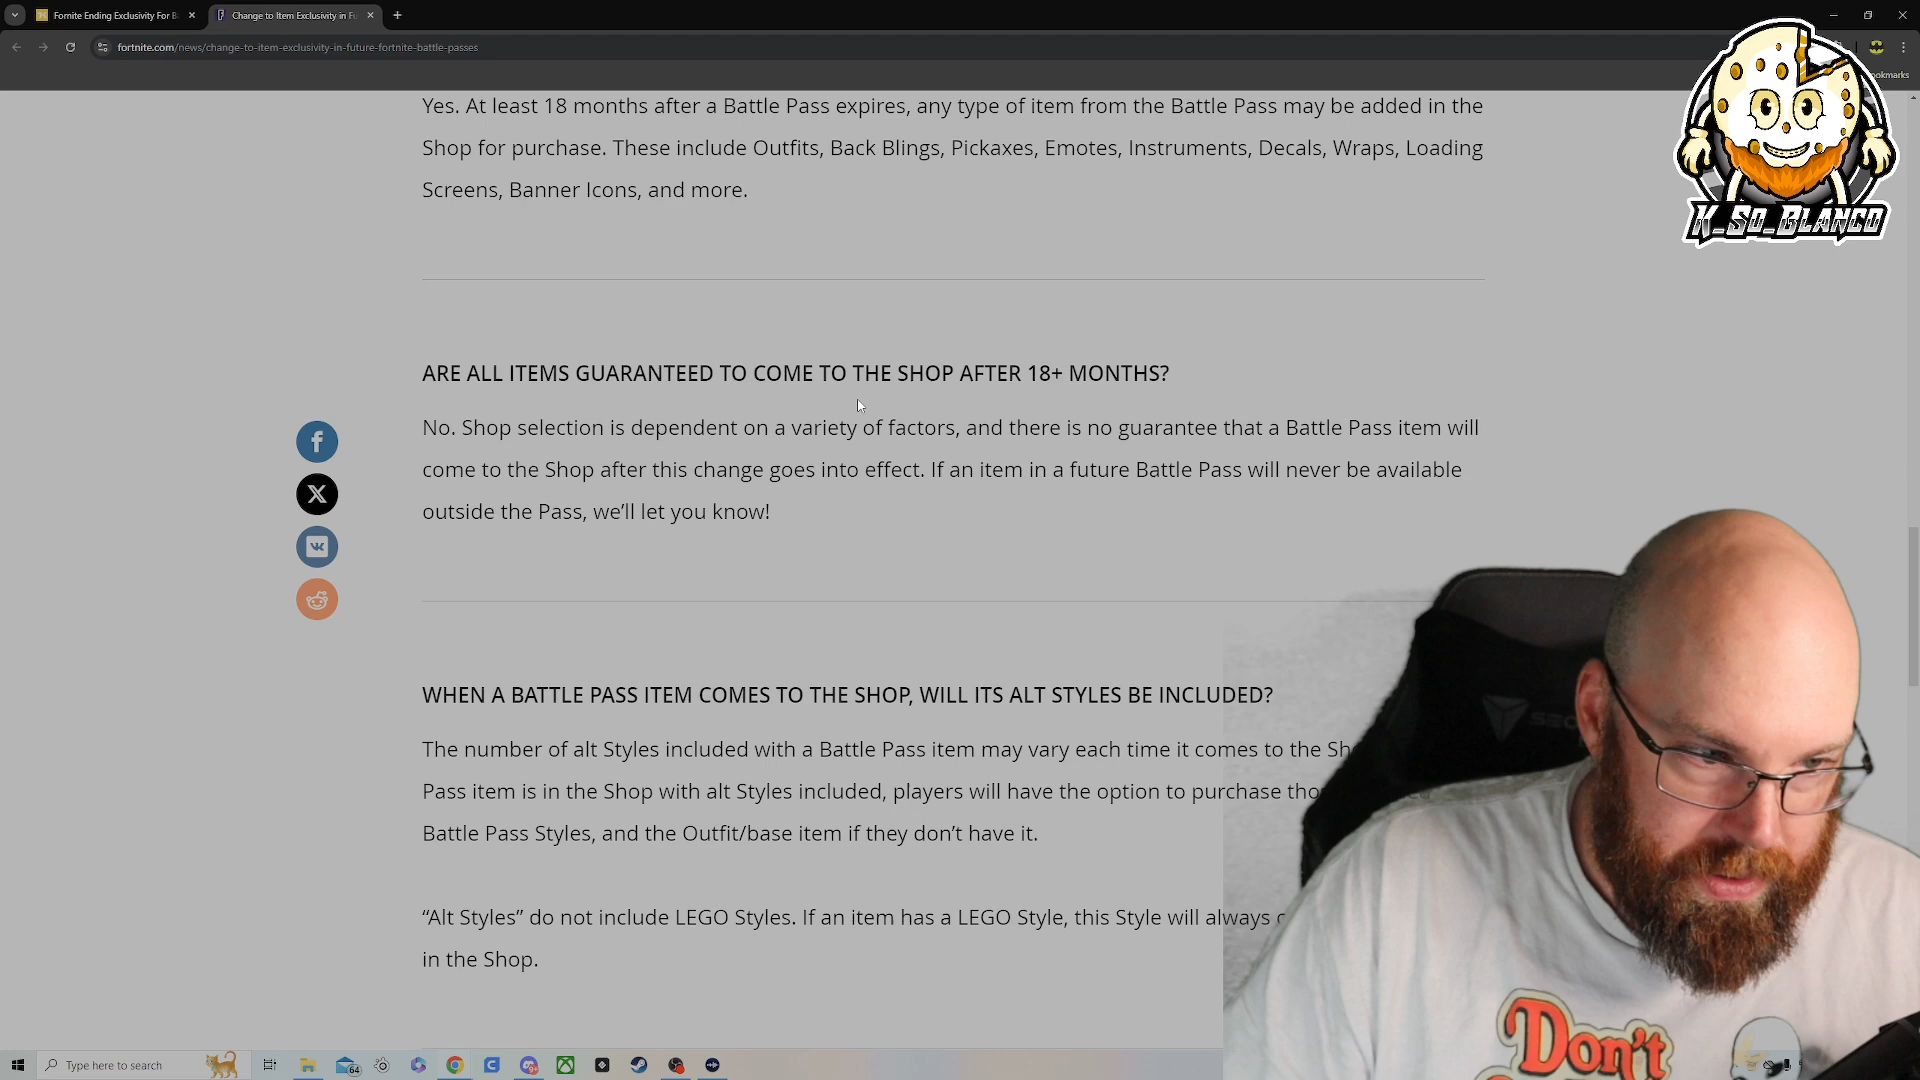 Fornite Ending Exclusivity For B
Change to Item Exclusivity in Fu
fortnite.com/news/change-to-item-exclusivity-in-future-fortnite-battle-passes
ookmarks
K_So_Blanco
Yes. At least 18 months after a Battle Pass expires, any type of item from the Battle Pass may be added in the
Shop for purchase. These include Outfits, Back Blings, Pickaxes, Emotes, Instruments, Decals, Wraps, Loading
Screens, Banner Icons, and more.
ARE ALL ITEMS GUARANTEED TO COME TO THE SHOP AFTER 18+ MONTHS?
No. Shop selection is dependent on a variety of factors, and there is no guarantee that a Battle Pass item will
come to the Shop after this change goes into effect. If an item in a future Battle Pass will never be available
outside the Pass, we’ll let you know!
WHEN A BATTLE PASS ITEM COMES TO THE SHOP, WILL ITS ALT STYLES BE INCLUDED?
The number of alt Styles included with a Battle Pass item may vary each time it comes to the Sh
Pass item is in the Shop with alt Styles included, players will have the option to purchase tho
Battle Pass Styles, and the Outfit/base item if they don’t have it.
“Alt Styles” do not include LEGO Styles. If an item has a LEGO Style, this Style will always
in the Shop.
Don't
Type here to search
64